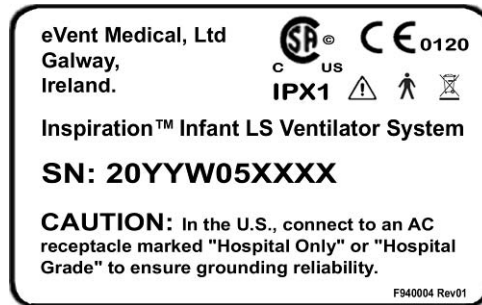 eVent Medical, Ltd
Galway,
Ireland.
SA ©
C US
CE 0120
IPX1
Inspiration™ Infant LS Ventilator System
SN: 20YYW05XXXX
CAUTION: In the U.S., connect to an AC
receptacle marked "Hospital Only" or "Hospital
Grade" to ensure grounding reliability.
F940004 Rev01